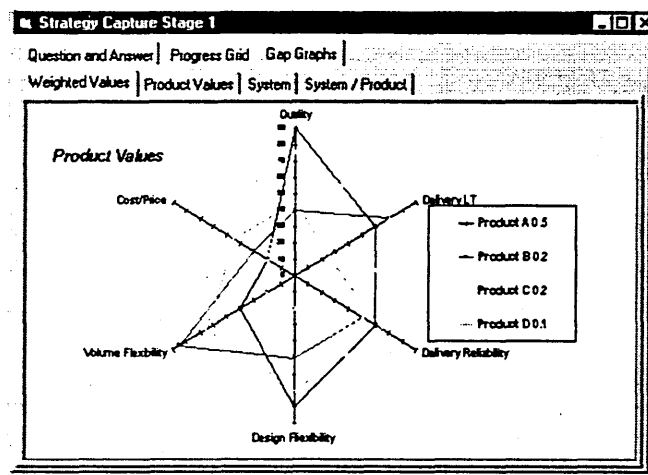 Strategy Capture Stage 1
Question and Answer Progress Grid Gap Graphs
Weighted Values Product Values System System / Product
Quality
Product Values
Cost/Price
Delivery LT
Product A 0.5
Product B 0.2
Product C 0.2
Product D 0.1
Volume Flexibility
Delivery Reliability
Design Flexibility